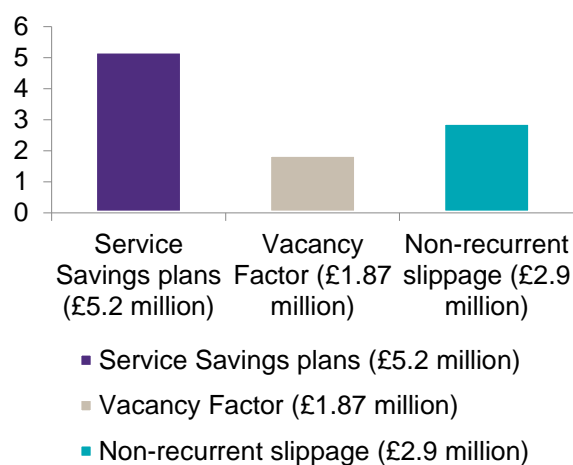 6
5
4
3
2
1
0
Service Savings plans (£5.2 million)
Vacancy Factor (£1.87 million)
Non-recurrent slippage (£2.9 million)
Service Savings plans (£5.2 million)
Vacancy Factor (£1.87 million)
Non-recurrent slippage (£2.9 million)